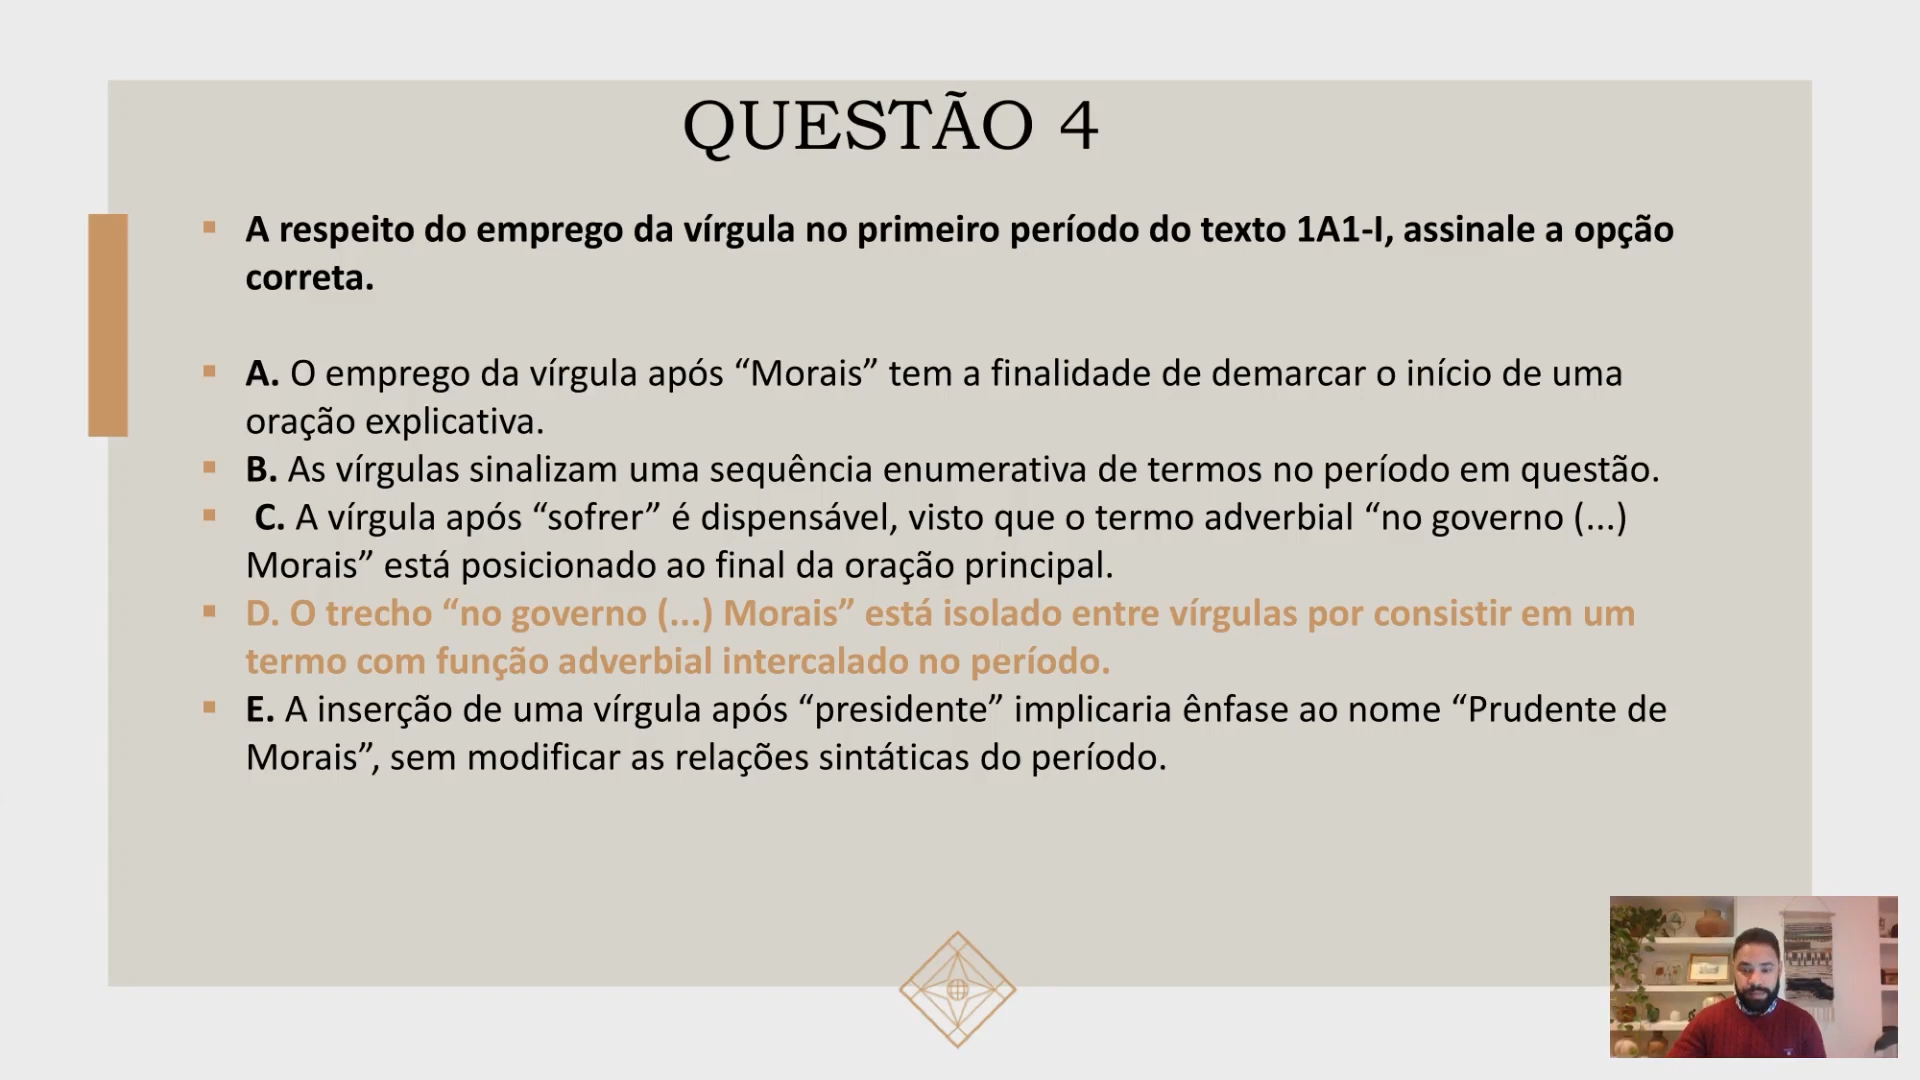 QUESTÃO 4
A respeito do emprego da vírgula no primeiro período do texto 1A1-I, assinale a opção
correta.
A. O emprego da vírgula após “Morais” tem a finalidade de demarcar o início de uma
oração explicativa.
B. As vírgulas sinalizam uma sequência enumerativa de termos no período em questão.
C. A vírgula após “sofrer” é dispensável, visto que o termo adverbial “no governo (...)
Morais” está posicionado ao final da oração principal.
D. O trecho “no governo (...) Morais” está isolado entre vírgulas por consistir em um
termo com função adverbial intercalado no período.
E. A inserção de uma vírgula após “presidente” implicaria ênfase ao nome “Prudente de
Morais”, sem modificar as relações sintáticas do período.